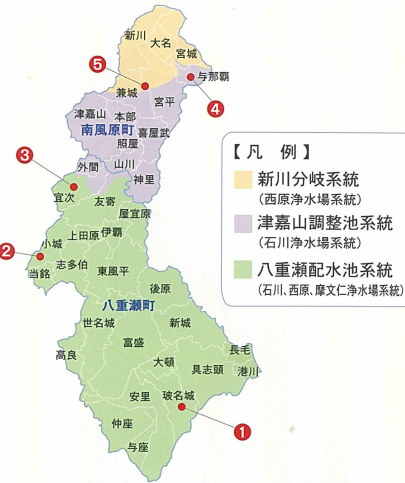 新川
大名
宮城
❺
与那覇
兼城
宮平
❹
津嘉山
本部
南風原町
喜屋武
照屋
❸
外間
山川
神里
宜次
友寄
屋宜原
【 凡 例 】
新川分岐系統
(西原浄水場系統)
津嘉山調整池系統
(石川浄水場系統)
八重瀬配水池系統
(石川、西原、摩文仁浄水場系統)
❷
小城
上田原
伊覇
当銘
志多伯
東風平
後原
八重瀬町
世名城
新城
高良
富盛
長毛
大頓
具志頭
港川
安里
玻名城
仲座
❶
与座